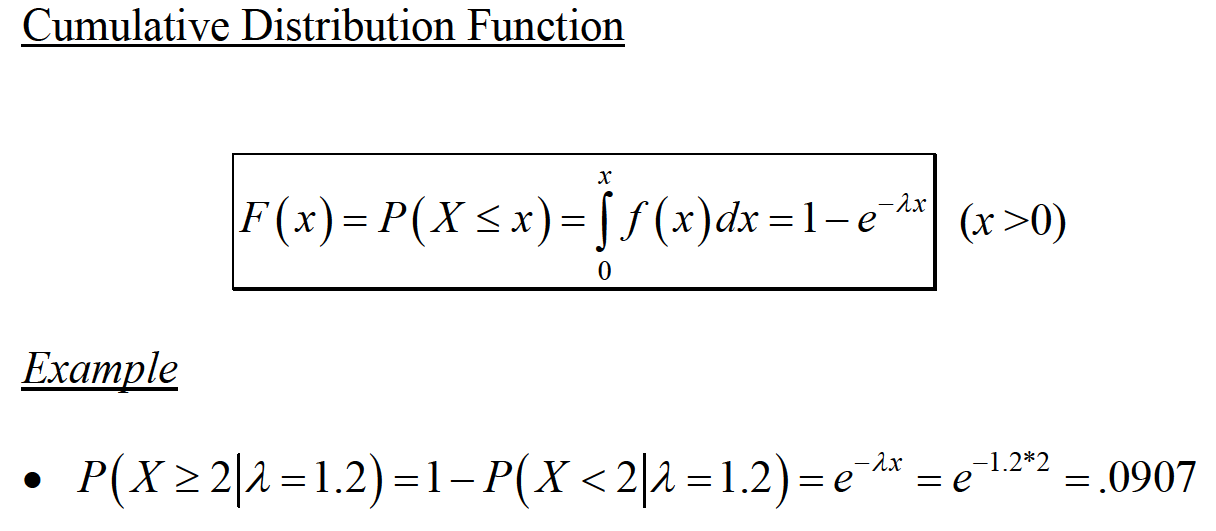 Cumulative Distribution Function
F(x) = P(X ≤ x) = ∫₀ˣ f(x)dx = 1 − e^{−λx} (x >0)
Example
• P(X ≥ 2|λ = 1.2) = 1 − P(X < 2|λ = 1.2) = e^{−λx} = e^{−1.2*2} = .0907